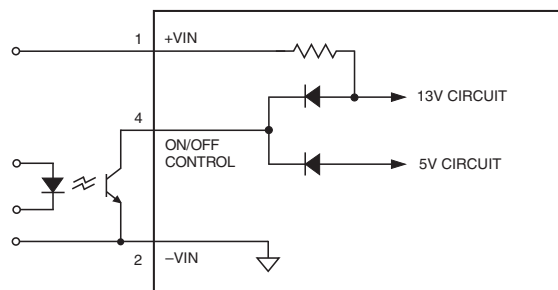 1
+VIN
13V CIRCUIT
4
ON/OFF
CONTROL
5V CIRCUIT
2
–VIN